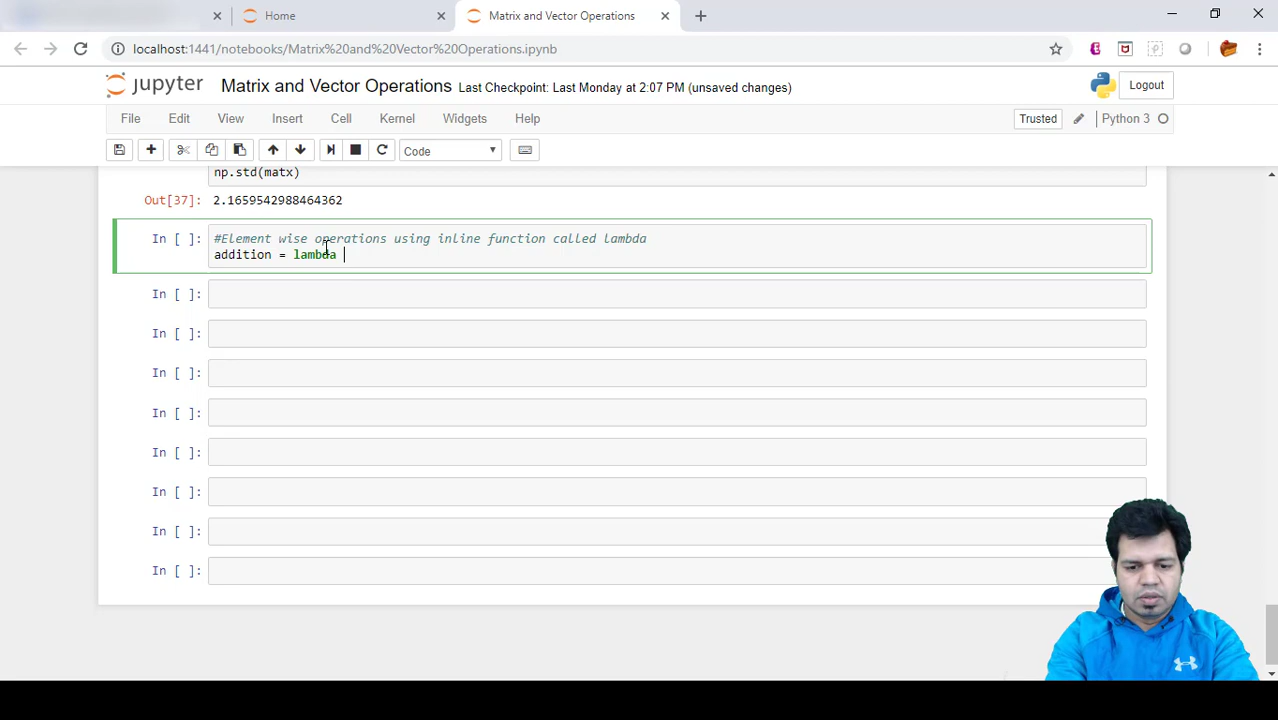 Home
Matrix and Vector Operations
localhost:1441/notebooks/Matrix%20and%20Vector%20Operations.ipynb
jupyter Matrix and Vector Operations Last Checkpoint: Last Monday at 2:07 PM (unsaved changes) Logout
File Edit View Insert Cell Kernel Widgets Help Trusted Python 3
Code
np.std(matx)
Out[37]: 2.1659542988464362
In [ ]: #Element wise operations using inline function called lambda
addition = lambda
In [ ]:
In [ ]:
In [ ]:
In [ ]:
In [ ]:
In [ ]:
In [ ]:
In [ ]: